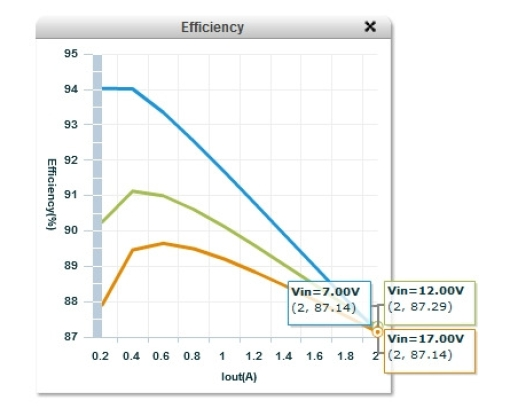 Efficiency ×
95
94
93
92
91
90
89
88
87
Efficiency(%)
Vin=7.00V
(2, 87.14)
Vin=12.00V
(2, 87.29)
Vin=17.00V
(2, 87.14)
0.2 0.4 0.6 0.8 1 1.2 1.4 1.6 1.8 2
Iout(A)